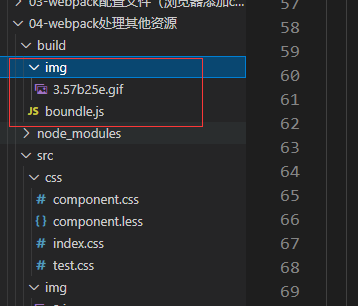 03-webpack配置文件（浏览器添加c...
57
04-webpack处理其他资源
58
build
59
img
60
3.57b25e.gif
61
JS boundle.js
62
node_modules
63
src
64
css
65
# component.css
66
{} component.less
67
# index.css
# test.css
68
img
69